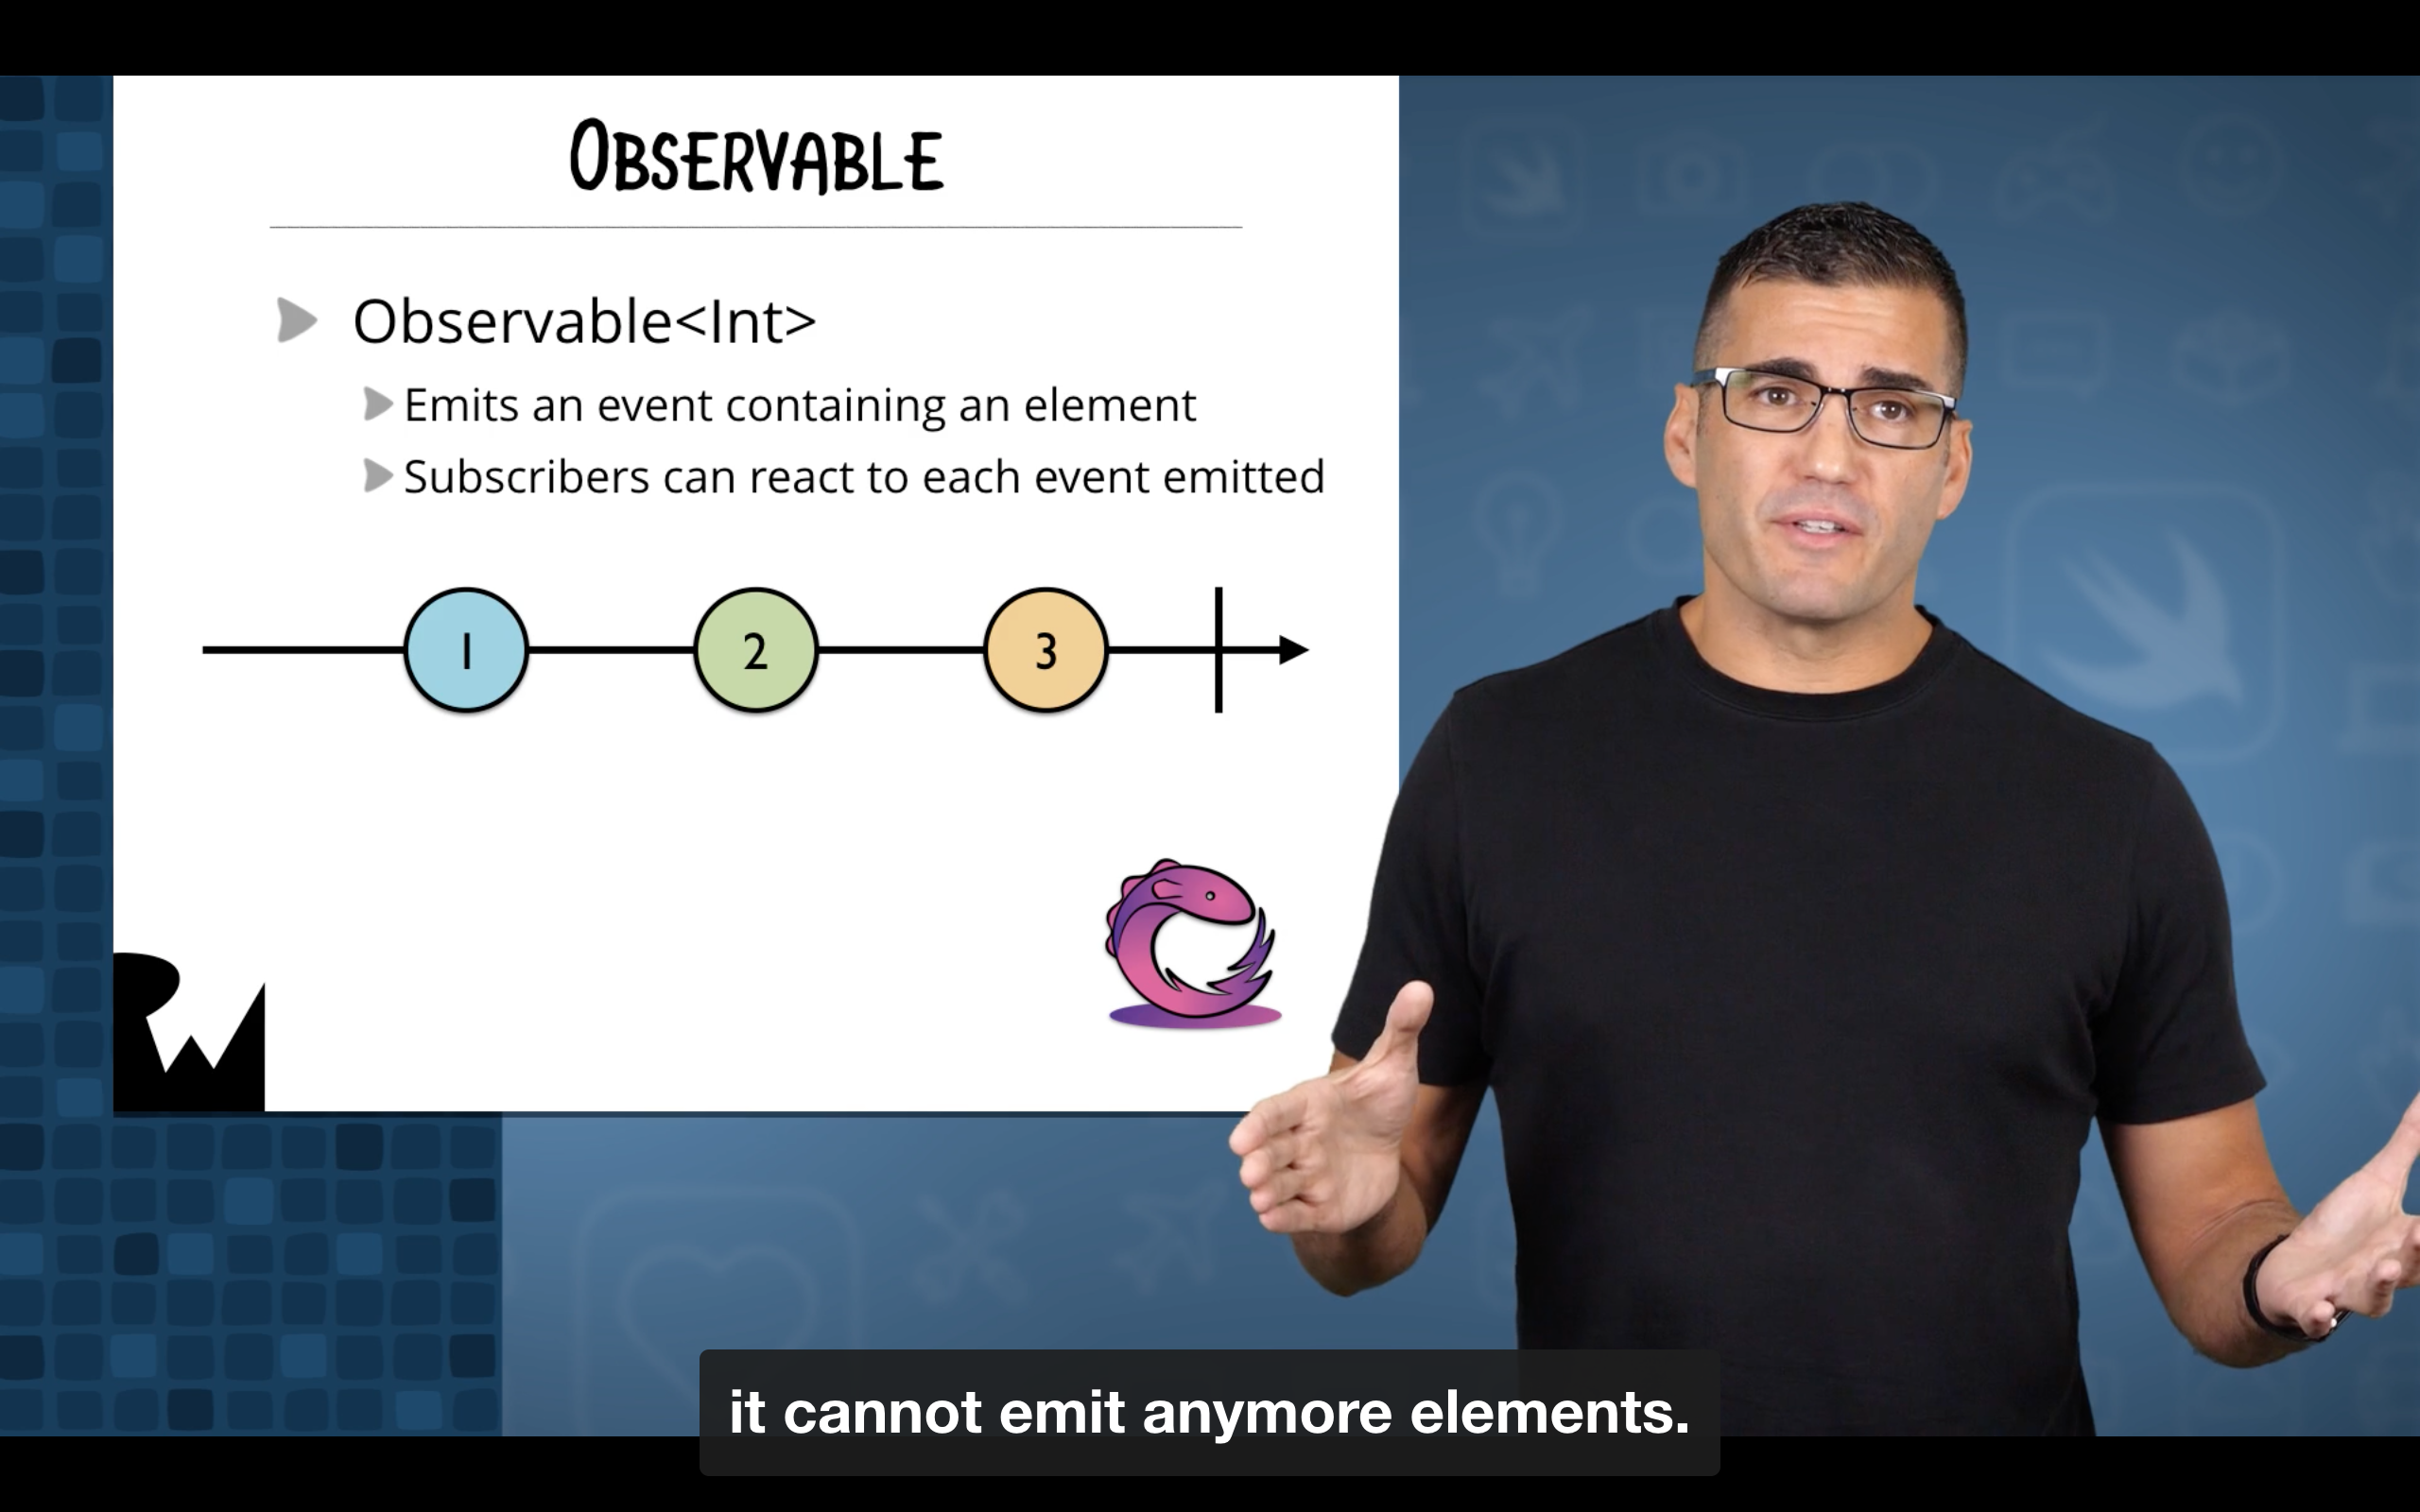 OBSERVABLE
Observable<Int>
Emits an event containing an element
Subscribers can react to each event emitted
1 2 3
RW
it cannot emit anymore elements.